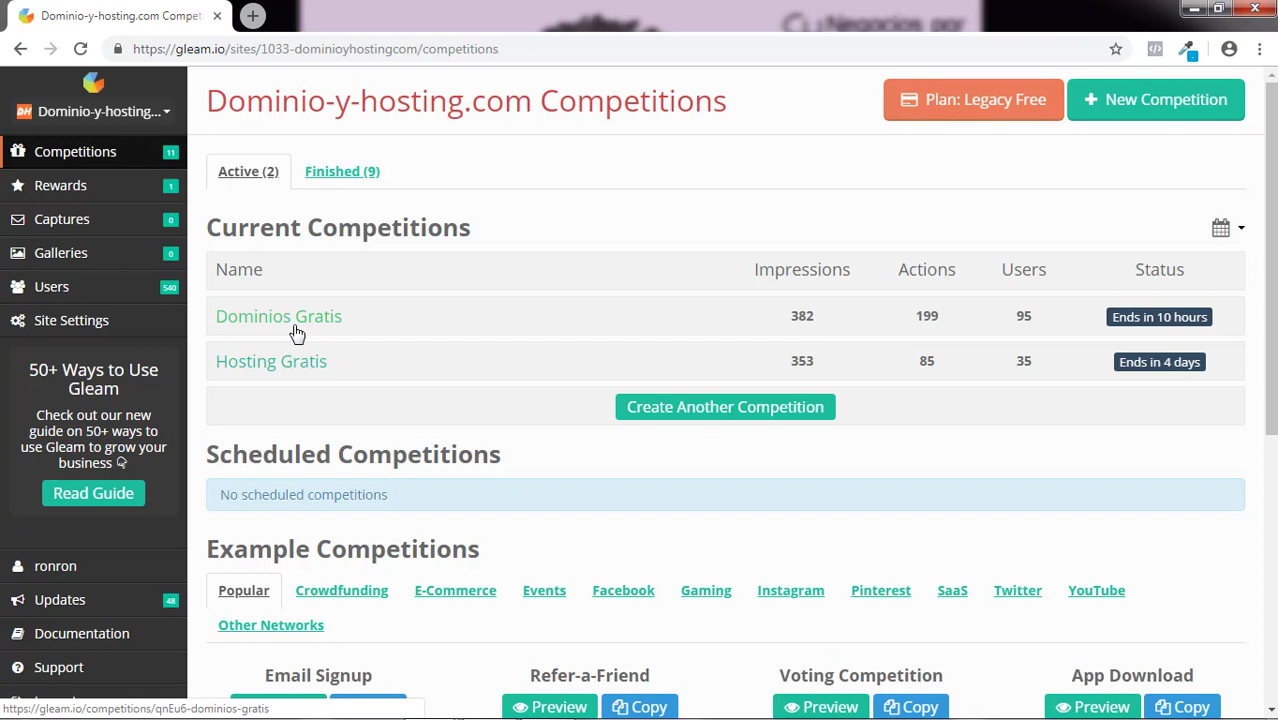 Negocios por
Dominio-y-hosting.com Competi
https://gleam.io/sites/1033-dominioyhostingcom/competitions
DH Dominio-y-hosting...
Competitions 11
Rewards 1
Captures 0
Galleries 0
Users 540
Site Settings
50+ Ways to Use
Gleam
Check out our new
guide on 50+ ways to
use Gleam to grow your
business
Read Guide
ronron
Updates 48
Documentation
Support
Dominio-y-hosting.com Competitions
Plan: Legacy Free
+ New Competition
Active (2) Finished (9)
Current Competitions
Name Impressions Actions Users Status
Dominios Gratis 382 199 95 Ends in 10 hours
Hosting Gratis 353 85 35 Ends in 4 days
Create Another Competition
Scheduled Competitions
No scheduled competitions
Example Competitions
Popular Crowdfunding E-Commerce Events Facebook Gaming Instagram Pinterest SaaS Twitter YouTube
Other Networks
Email Signup Refer-a-Friend Voting Competition App Download
Preview Copy Preview Copy Preview Copy
https://gleam.io/competitions/qnEu6-dominios-gratis